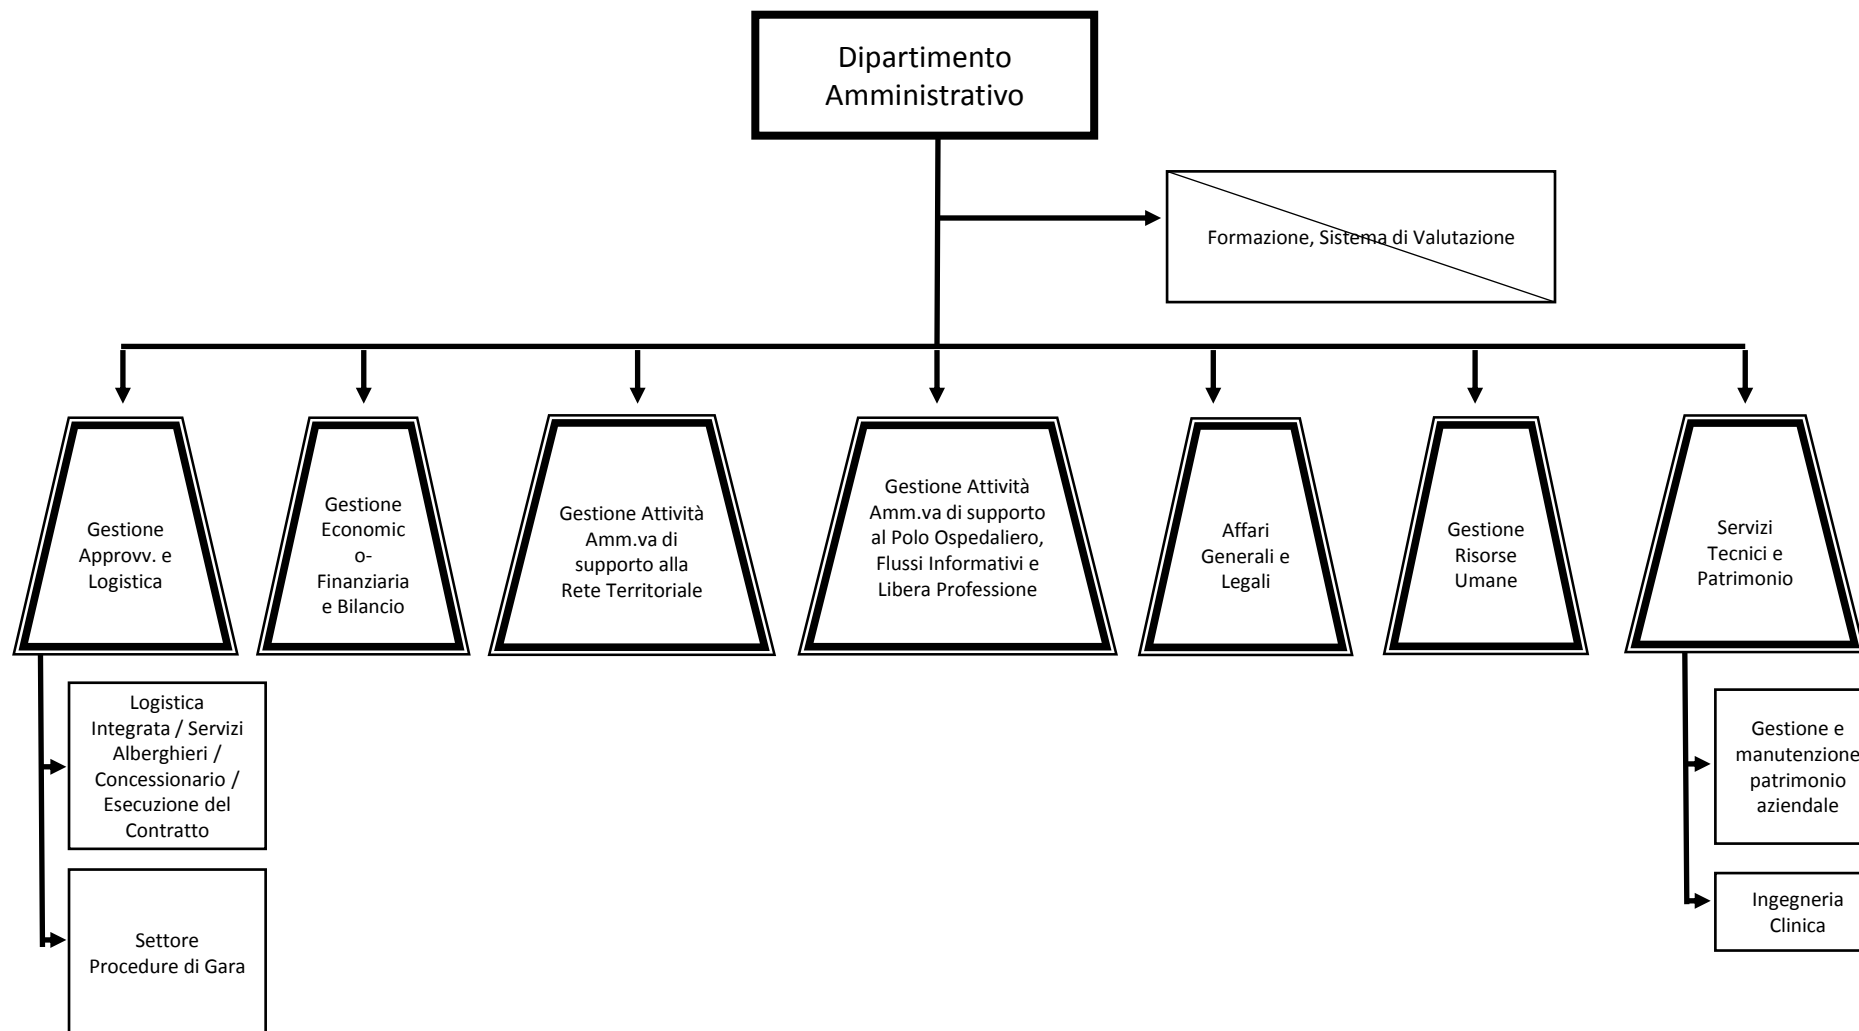 Dipartimento
Amministrativo
Formazione, Sistema di Valutazione
Gestione
Approvv. e
Logistica
Gestione
Economic
o-
Finanziaria
e Bilancio
Gestione Attività
Amm.va di
supporto alla
Rete Territoriale
Gestione Attività
Amm.va di supporto
al Polo Ospedaliero,
Flussi Informativi e
Libera Professione
Affari
Generali e
Legali
Gestione
Risorse
Umane
Servizi
Tecnici e
Patrimonio
Logistica
Integrata / Servizi
Alberghieri /
Concessionario /
Esecuzione del
Contratto
Settore
Procedure di Gara
Gestione e
manutenzione
patrimonio
aziendale
Ingegneria
Clinica